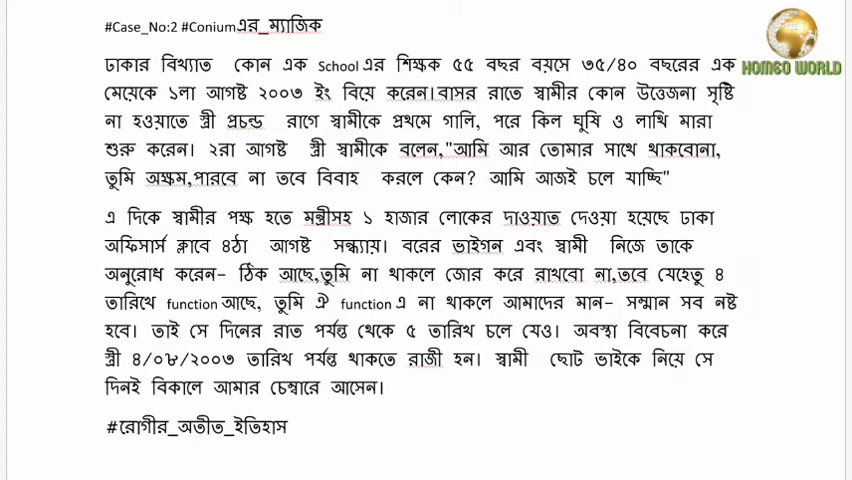 #Case_No:2 #Coniumএর_ম্যাজিক
HOMEO WORLD
ঢাকার বিখ্যাত কোন এক School এর শিক্ষক ৫৫ বছর বয়সে ৩৫/৪০ বছরের এক
মেয়েকে ১লা আগষ্ট ২০০৩ ইং বিয়ে করেন।বাসর রাতে স্বামীর কোন উত্তেজনা সৃষ্টি
না হওয়াতে স্ত্রী প্রচন্ড রাগে স্বামীকে প্রথমে গালি, পরে কিল ঘুষি ও লাথি মারা
শুরু করেন। ২রা আগষ্ট স্ত্রী স্বামীকে বলেন,"আমি আর তোমার সাথে থাকবোনা,
তুমি অক্ষম,পারবে না তবে বিবাহ করলে কেন? আমি আজই চলে যাচ্ছি"
এ দিকে স্বামীর পক্ষ হতে মন্ত্রীসহ ১ হাজার লোকের দাওয়াত দেওয়া হয়েছে ঢাকা
অফিসার্স ক্লাবে ৪ঠা আগষ্ট সন্ধ্যায়। বরের ভাইগন এবং স্বামী নিজে তাকে
অনুরোধ করেন- ঠিক আছে,তুমি না থাকলে জোর করে রাখবো না,তবে যেহেতু ৪
তারিখে function আছে, তুমি ঐ function এ না থাকলে আমাদের মান- সম্মান সব নষ্ট
হবে। তাই সে দিনের রাত পর্যন্ত থেকে ৫ তারিখ চলে যেও। অবস্থা বিবেচনা করে
স্ত্রী ৪/০৮/২০০৩ তারিখ পর্যন্ত থাকতে রাজী হন। স্বামী ছোট ভাইকে নিয়ে সে
দিনই বিকালে আমার চেম্বারে আসেন।
#রোগীর_অতীত_ইতিহাস